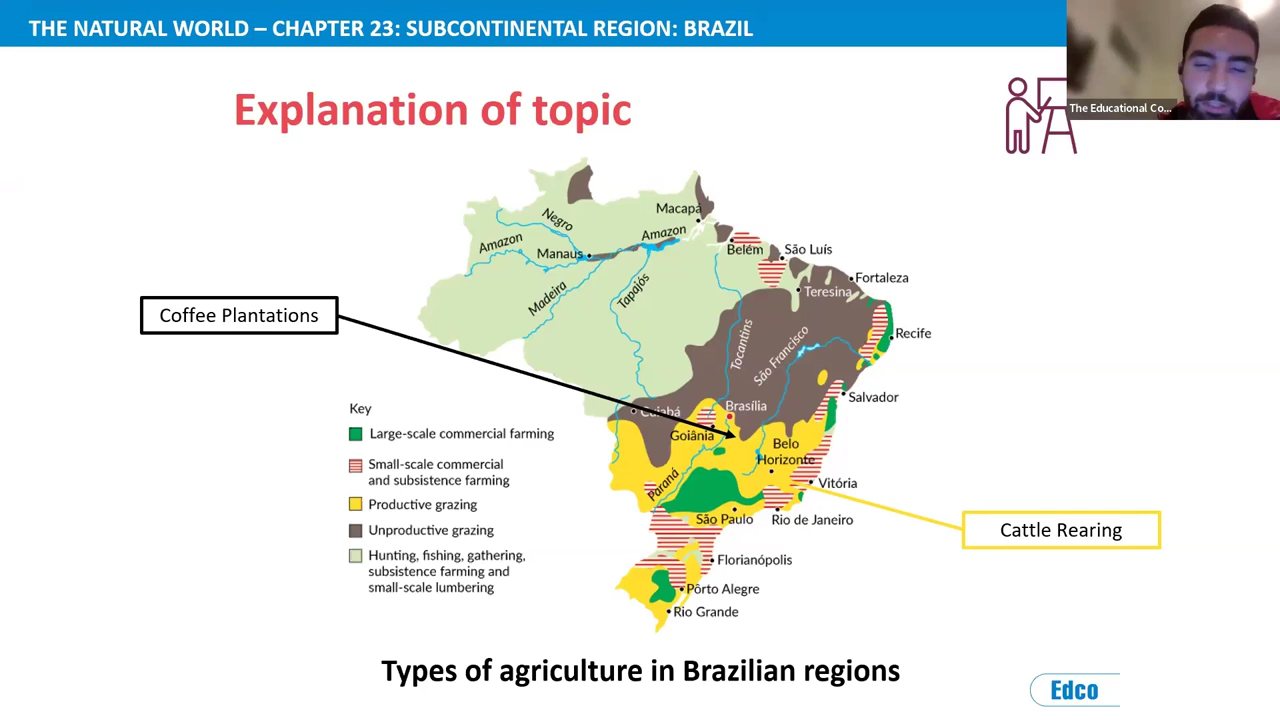 THE NATURAL WORLD – CHAPTER 23: SUBCONTINENTAL REGION: BRAZIL
The Educational Co...
Explanation of topic
Macapá
Negro
Amazon
Amazon
Manaus
Belém
São Luís
Madeira
Tapajós
Fortaleza
Teresina
Coffee Plantations
Recife
Tocantins
São Francisco
Salvador
Brasília
Cuiabá
Goiânia
Belo
Horizonte
Paraná
Vitória
São Paulo
Rio de Janeiro
Cattle Rearing
Florianópolis
Pôrto Alegre
Rio Grande
Key
Large-scale commercial farming
Small-scale commercial
and subsistence farming
Productive grazing
Unproductive grazing
Hunting, fishing, gathering,
subsistence farming and
small-scale lumbering
Types of agriculture in Brazilian regions
Edco